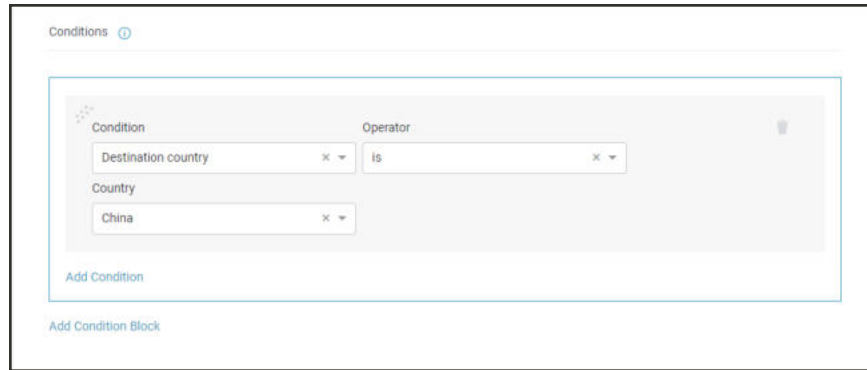 Conditions
Condition Operator
Destination country is
Country
China
Add Condition
Add Condition Block